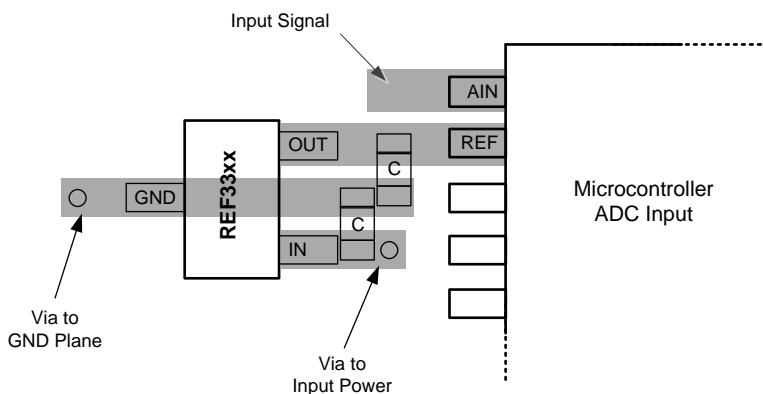 Input Signal
AIN
OUT
REF
C
GND
REF33xx
C
IN
Microcontroller
ADC Input
Via to
GND Plane
Via to
Input Power